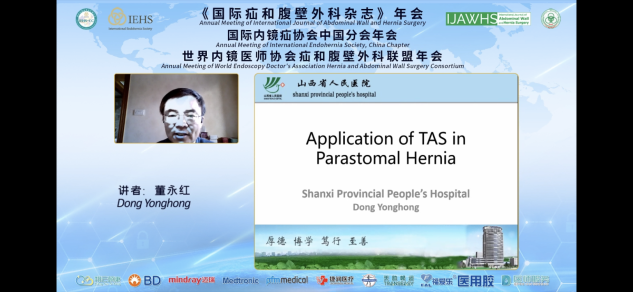 《国际疝和腹壁外科杂志》年会
Annual Meeting of International Journal of Abdominal Wall and Hernia Surgery
国际内镜疝协会中国分会年会
Annual Meeting of International Endohernia Society, China Chapter
世界内镜医师协会疝和腹壁外科联盟年会
Annual Meeting of World Endoscopy Doctor's Association Hernia and Abdominal Wall Surgery Consortium
IEHS
IJAWHS
Abdominal Wall
山西省人民医院
shanxi provincial people's hospital
Application of TAS in
Parastomal Hernia
Shanxi Provincial People's Hospital
Dong Yonghong
厚德 博学 笃行 至善
讲者：董永红
Dong Yonghong
BD
mindray
Medtronic
medical
医用胶